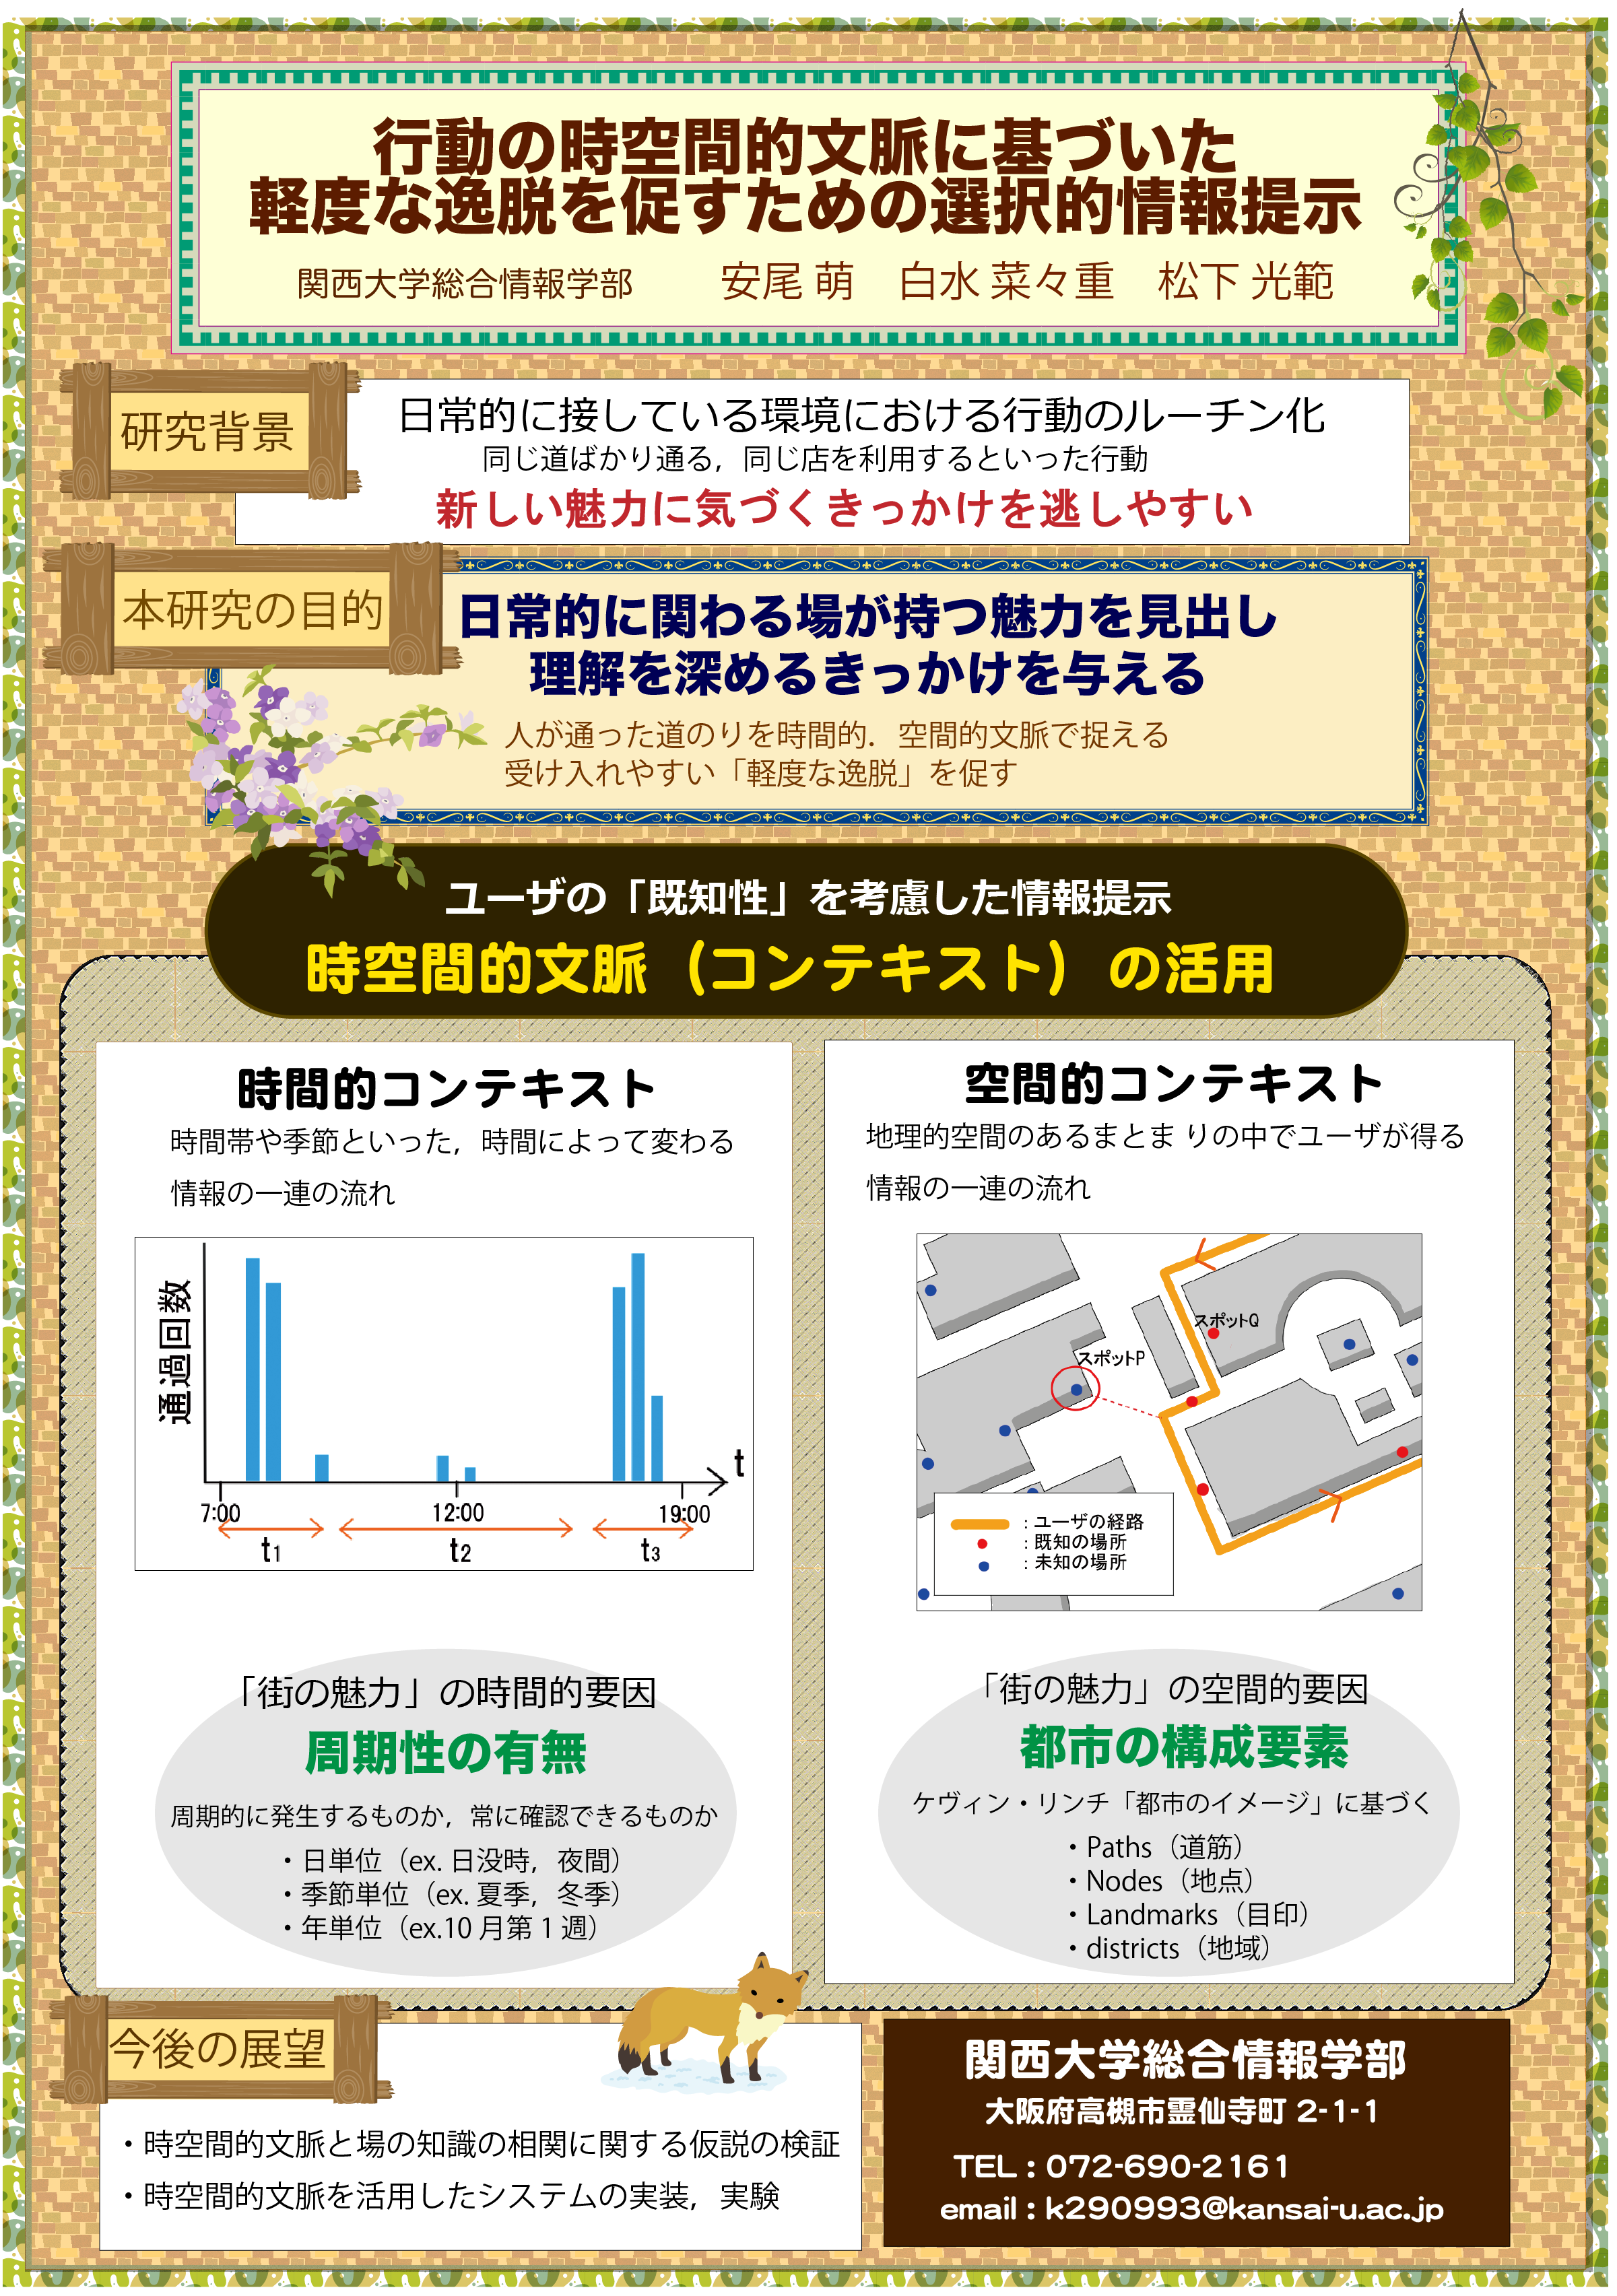 行動の時空間的文脈に基づいた
軽度な逸脱を促すための選択的情報提示
関西大学総合情報学部 安尾 萌 白水 菜々重 松下 光範
研究背景
日常的に接している環境における行動のルーチン化
同じ道ばかり通る，同じ店を利用するといった行動
新しい魅力に気づくきっかけを逃しやすい
本研究の目的
日常的に関わる場が持つ魅力を見出し
理解を深めるきっかけを与える
人が通った道のりを時間的．空間的文脈で捉える
受け入れやすい「軽度な逸脱」を促す
ユーザの「既知性」を考慮した情報提示
時空間的文脈（コンテキスト）の活用
時間的コンテキスト
時間帯や季節といった，時間によって変わる
情報の一連の流れ
通過回数
t
7:00 12:00 19:00
t1 t2 t3
「街の魅力」の時間的要因
周期性の有無
周期的に発生するものか，常に確認できるものか
・日単位（ex. 日没時，夜間）
・季節単位（ex. 夏季，冬季）
・年単位（ex.10 月第 1 週）
空間的コンテキスト
地理的空間のあるまとま りの中でユーザが得る
情報の一連の流れ
スポットQ
スポットP
：ユーザの経路
：既知の場所
：未知の場所
「街の魅力」の空間的要因
都市の構成要素
ケヴィン・リンチ「都市のイメージ」に基づく
・Paths（道筋）
・Nodes（地点）
・Landmarks（目印）
・districts（地域）
今後の展望
・時空間的文脈と場の知識の相関に関する仮説の検証
・時空間的文脈を活用したシステムの実装，実験
関西大学総合情報学部
大阪府高槻市霊仙寺町 2-1-1
TEL：072-690-2161
email：k290993@kansai-u.ac.jp